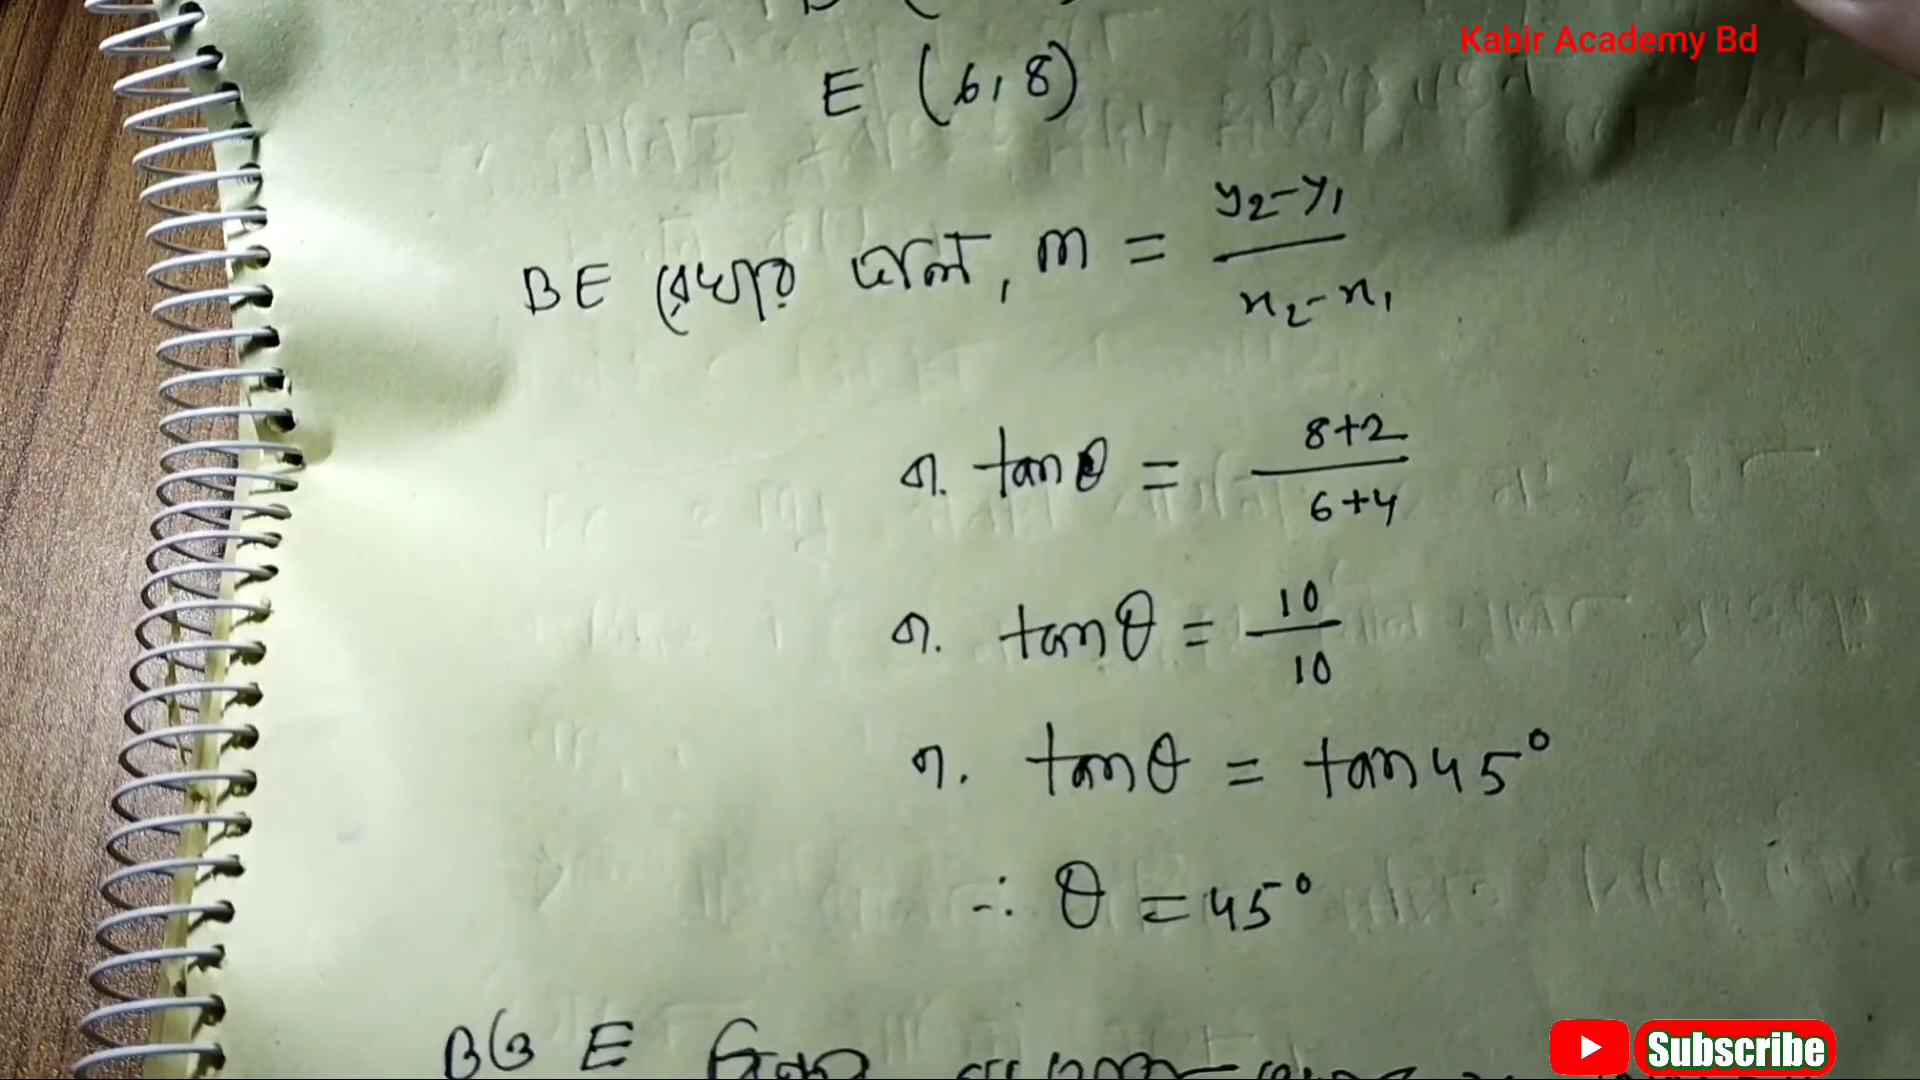 Kabir Academy Bd
E (6,8)
BE রেখার ঢাল, m = y₂-y₁ / x₂-x₁
বা. tanθ = 8+2 / 6+4
বা. tanθ = 10 / 10
বা. tanθ = tan45°
∴ θ = 45°
B ও E
Subscribe